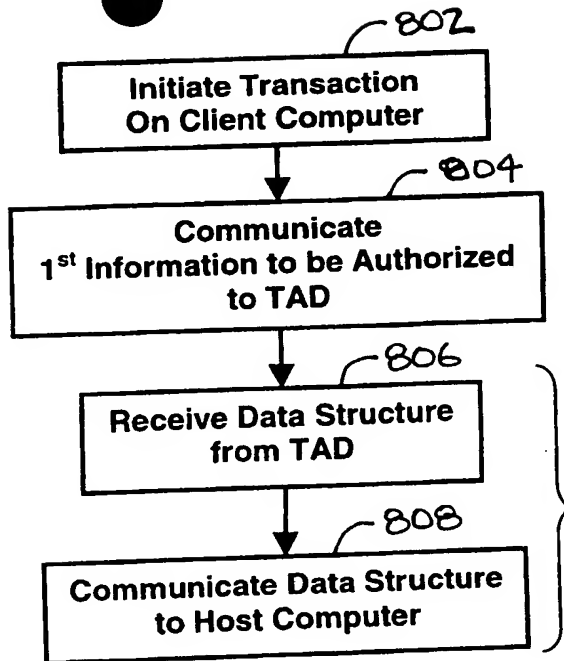 802
Initiate Transaction
On Client Computer
804
Communicate
1st Information to be Authorized
to TAD
806
Receive Data Structure
from TAD
808
Communicate Data Structure
to Host Computer